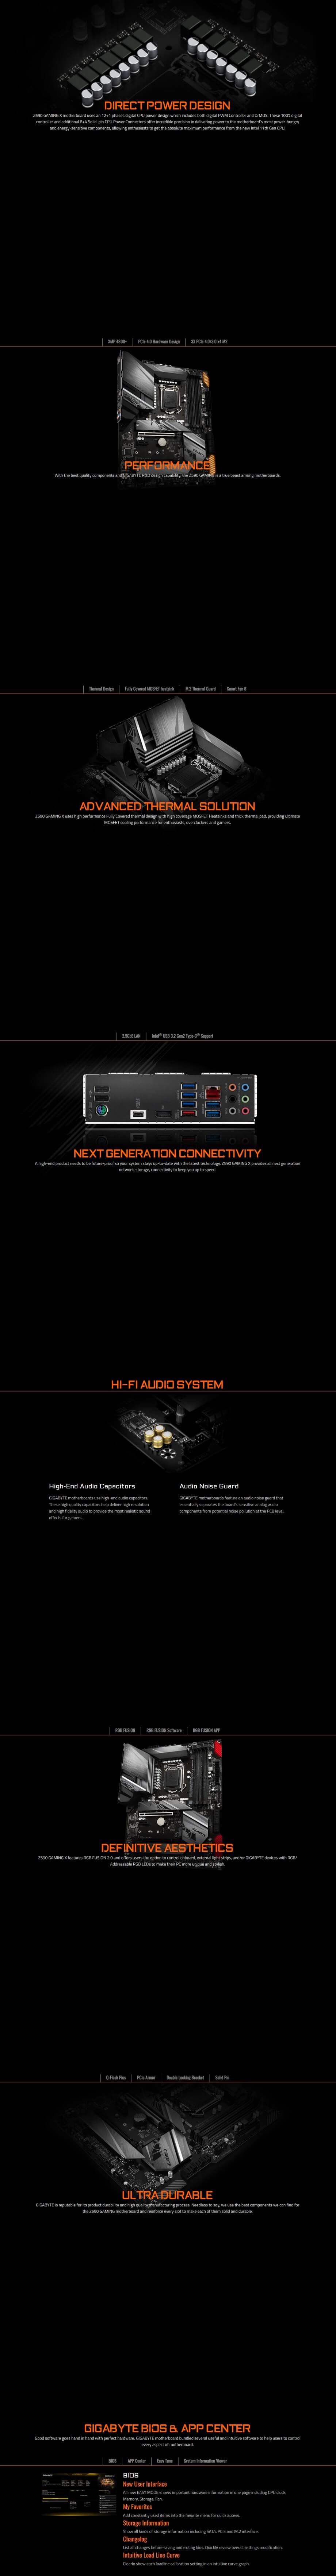 DIRECT POWER DESIGN
Z590 GAMING X motherboard uses an 12+1 phases digital CPU power design which includes both digital PWM Controller and DrMOS. These 100% digital
controller and additional 8+4 Solid-pin CPU Power Connectors offer incredible precision in delivering power to the motherboard's most power-hungry
and energy-sensitive components, allowing enthusiasts to get the absolute maximum performance from the new Intel 11th Gen CPU.
XMP 4800+
PCIe 4.0 Hardware Design
3X PCIe 4.0/3.0 x4 M2
PERFORMANCE
With the best quality components and GIGABYTE R&D design capability, the Z590 GAMING is a true beast among motherboards.
Thermal Design
Fully Covered MOSFET heatsink
M.2 Thermal Guard
Smart Fan 6
ADVANCED THERMAL SOLUTION
Z590 GAMING X uses high performance Fully Covered thermal design with high coverage MOSFET Heatsinks and thick thermal pad, providing ultimate
MOSFET cooling performance for enthusiasts, overclockers and gamers.
2.5GbE LAN
Intel® USB 3.2 Gen2 Type-C® Support
NEXT GENERATION CONNECTIVITY
A high-end product needs to be future-proof so your system stays up-to-date with the latest technology. Z590 GAMING X provides all next generation
network, storage, connectivity to keep you up to speed.
HI-FI AUDIO SYSTEM
High-End Audio Capacitors
GIGABYTE motherboards use high-end audio capacitors.
These high quality capacitors help deliver high resolution
and high fidelity audio to provide the most realistic sound
effects for gamers.
Audio Noise Guard
GIGABYTE motherboards feature an audio noise guard that
essentially separates the board's sensitive analog audio
components from potential noise pollution at the PCB level.
RGB FUSION
RGB FUSION Software
RGB FUSION APP
DEFINITIVE AESTHETICS
Z590 GAMING X features RGB FUSION 2.0 and offers users the option to control onboard, external light strips, and/or GIGABYTE devices with RGB/
Addressable RGB LEDs to make their PC more unique and stylish.
Q-Flash Plus
PCIe Armor
Double Locking Bracket
Solid Pin
ULTRA DURABLE
GIGABYTE is reputable for its product durability and high quality manufacturing process. Needless to say, we use the best components we can find for
the Z590 GAMING motherboard and reinforce every slot to make each of them solid and durable.
GIGABYTE BIOS & APP CENTER
Good software goes hand in hand with perfect hardware. GIGABYTE motherboard bundled several useful and intuitive software to help users to control
every aspect of motherboard.
BIOS
APP Center
Easy Tune
System Information Viewer
BIOS
New User Interface
All-new EASY MODE shows important hardware information in one page including CPU clock,
Memory, Storage, Fan.
My Favorites
Add constantly used items into the favorite menu for quick access.
Storage Information
Show all kinds of storage information including SATA, PCIE and M.2 interface.
Changelog
List all changes before saving and exiting bios. Quickly review overall settings modification.
Intuitive Load Line Curve
Clearly show each loadline calibration setting in an intuitive curve graph.